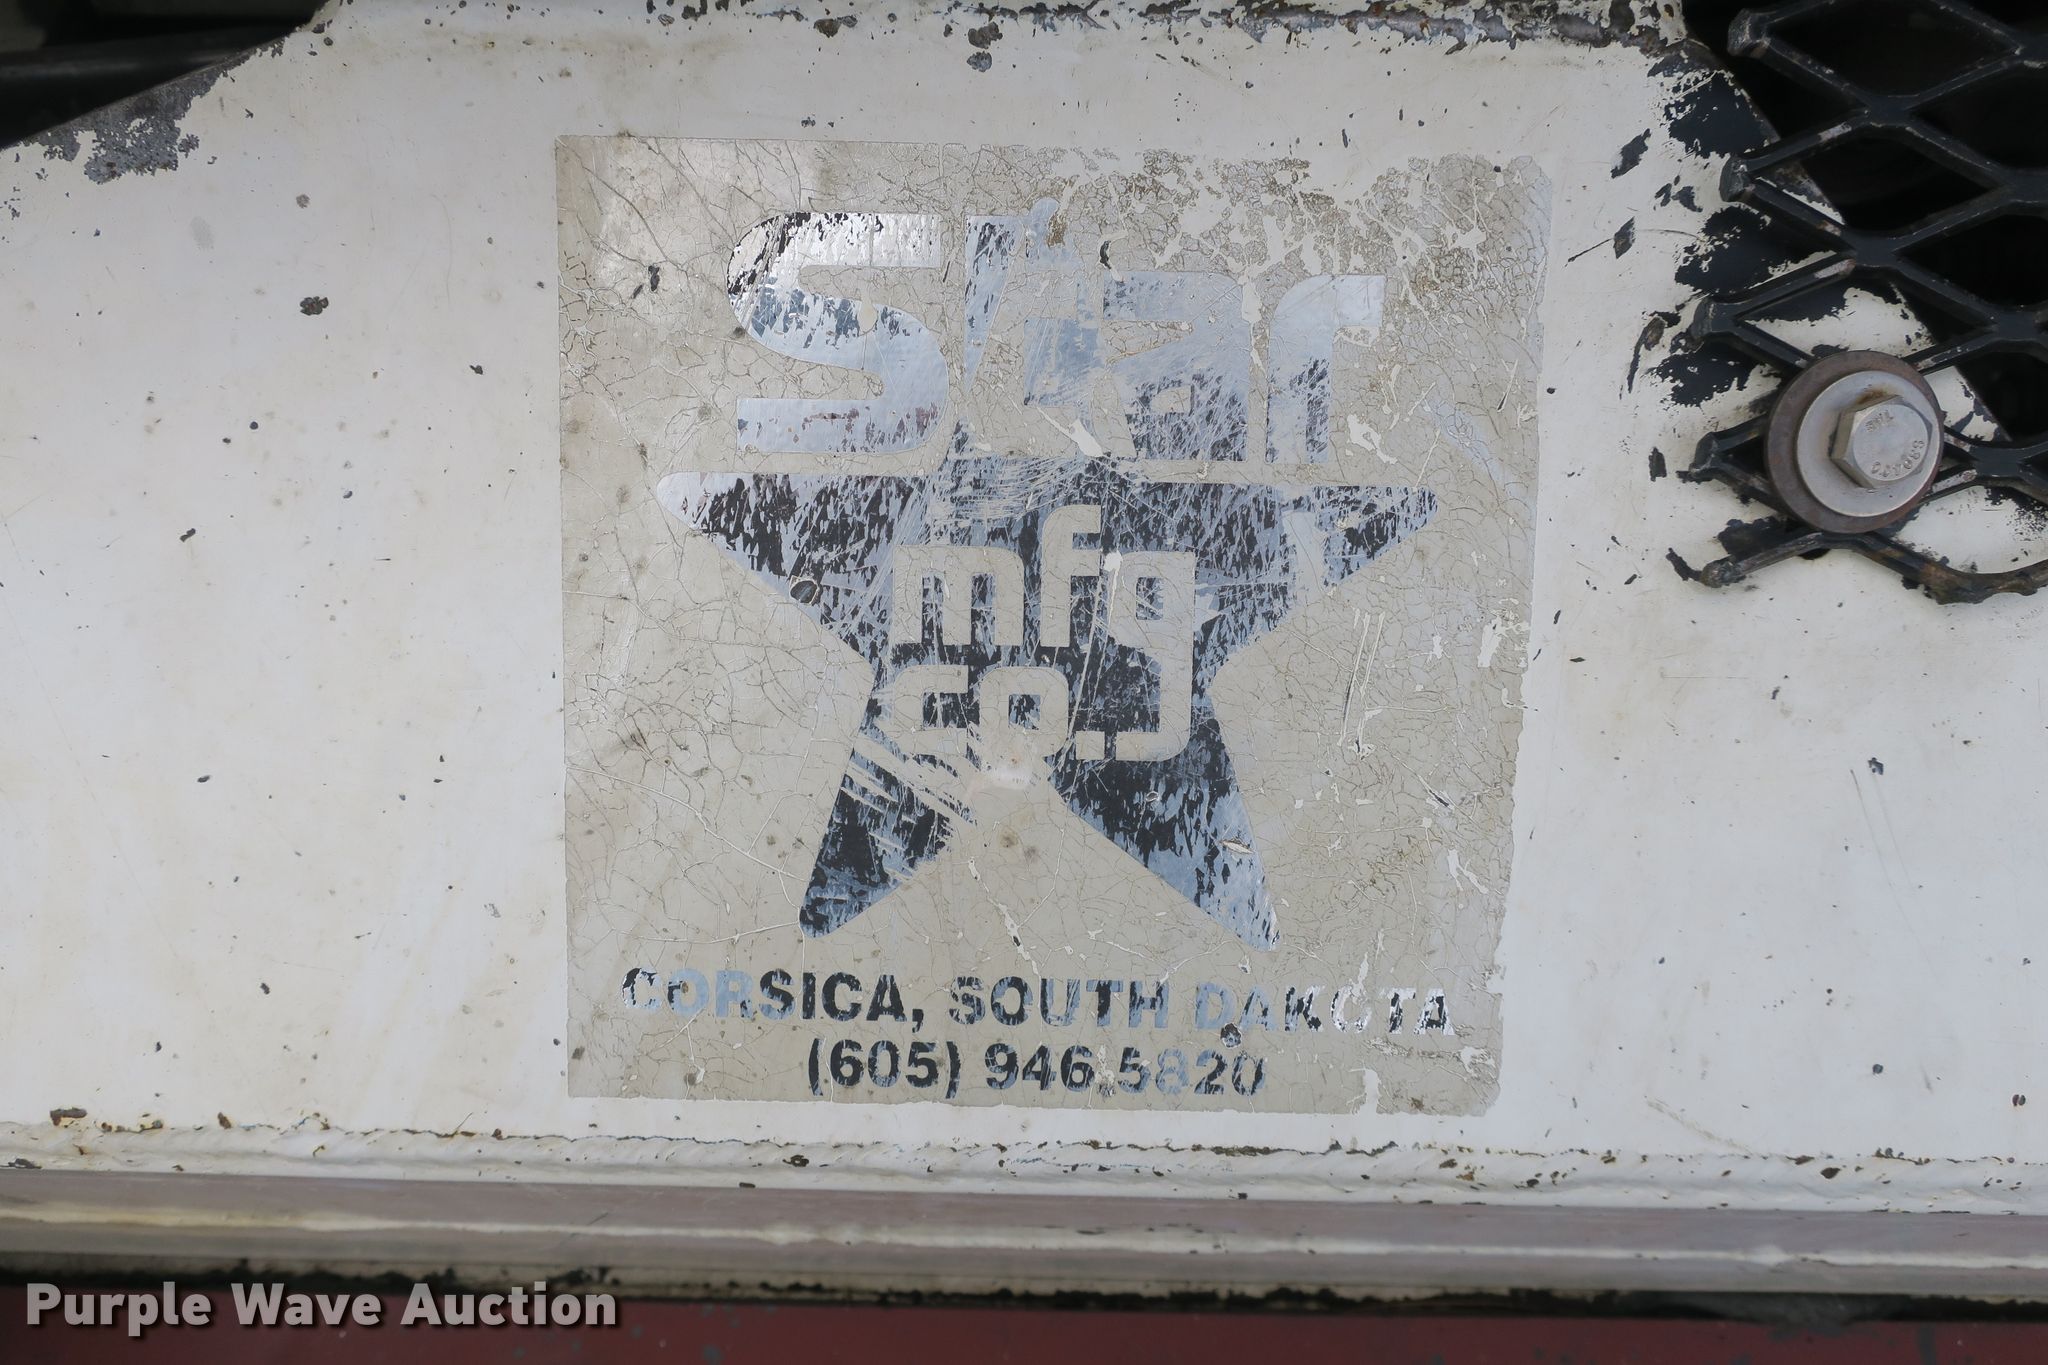 Star
mfg
co.
CORSICA, SOUTH DAKOTA
(605) 946.5820
Purple Wave Auction